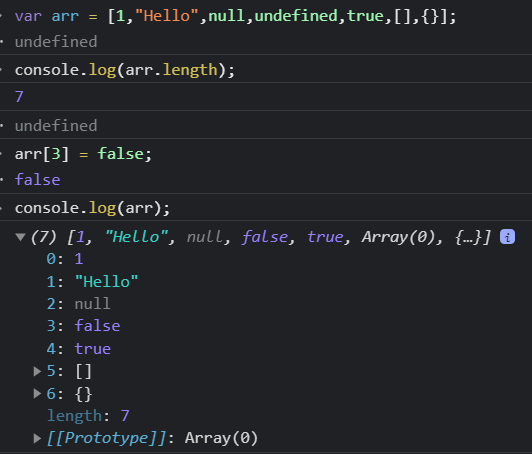 var arr = [1,"Hello",null,undefined,true,[],{}];
undefined
console.log(arr.length);
7
undefined
arr[3] = false;
false
console.log(arr);
(7) [1, "Hello", null, false, true, Array(0), {…}] i
0: 1
1: "Hello"
2: null
3: false
4: true
5: []
6: {}
length: 7
[[Prototype]]: Array(0)